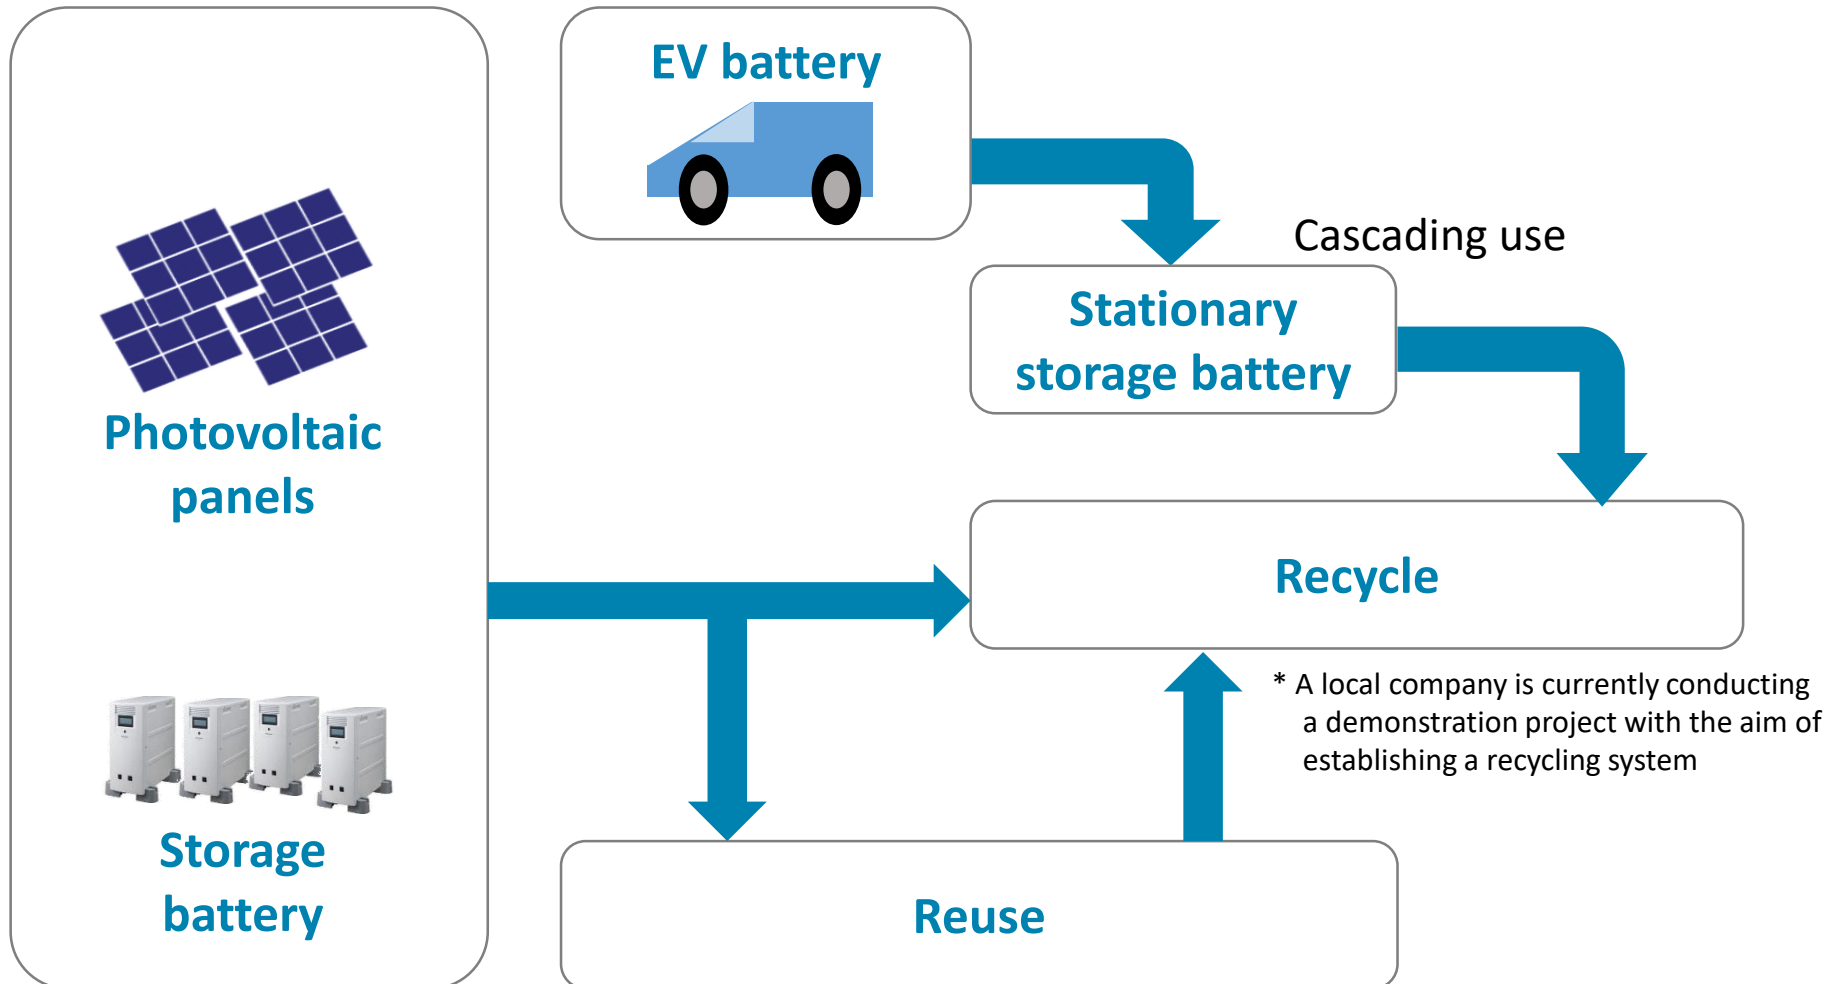 EV battery
Cascading use
Stationary
storage battery
Photovoltaic
panels
Recycle
* A local company is currently conducting
a demonstration project with the aim of
establishing a recycling system
Storage
battery
Reuse